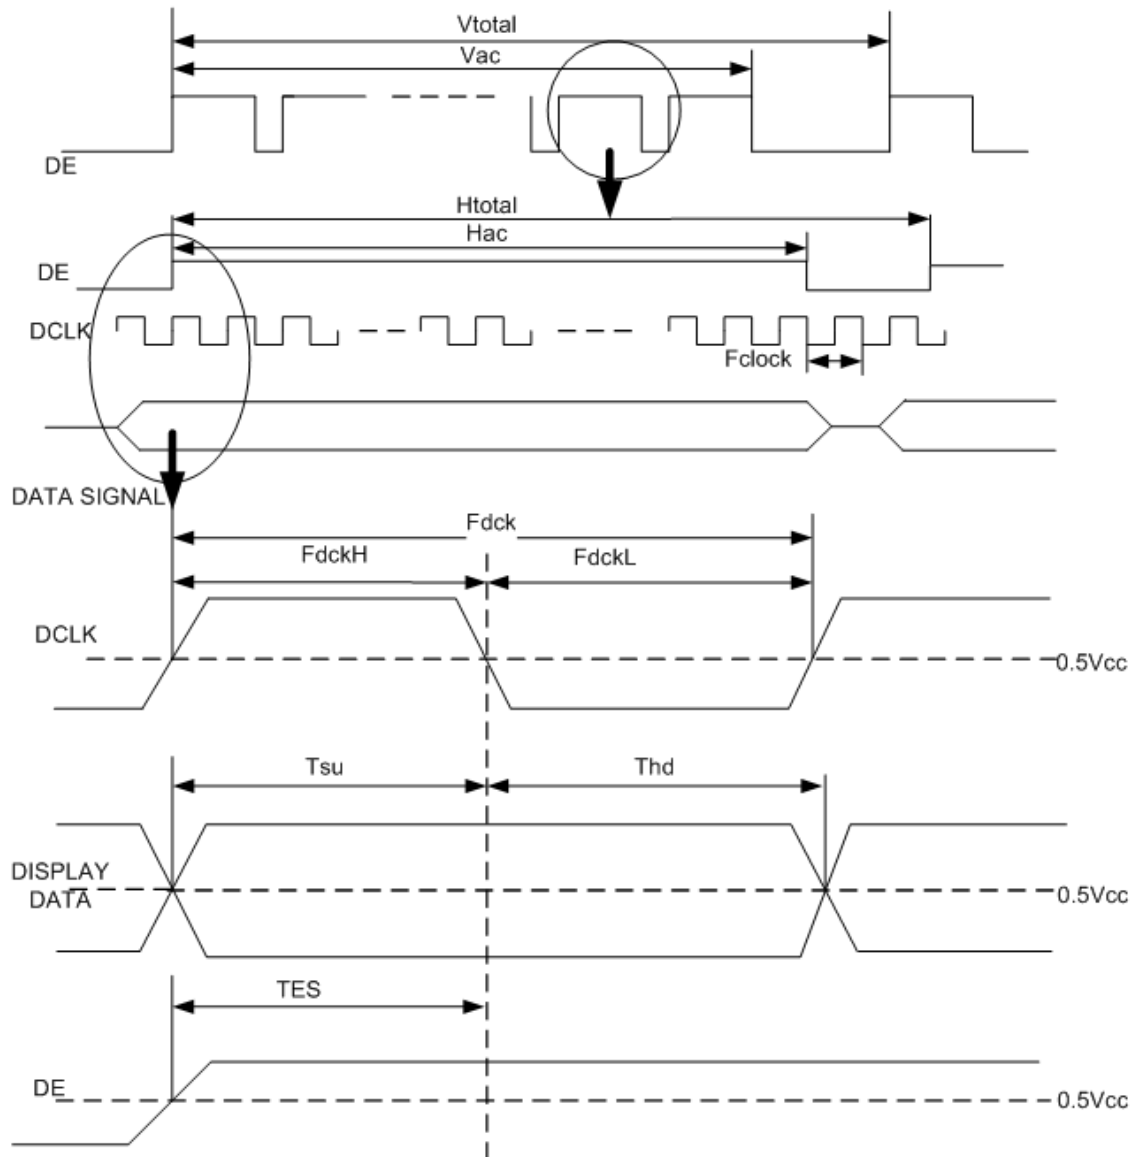 Vtotal
Vac
DE
Htotal
Hac
DE
DCLK
Fclock
DATA SIGNAL
Fdck
FdckH
FdckL
DCLK
0.5Vcc
Tsu
Thd
DISPLAY
DATA
0.5Vcc
TES
DE
0.5Vcc